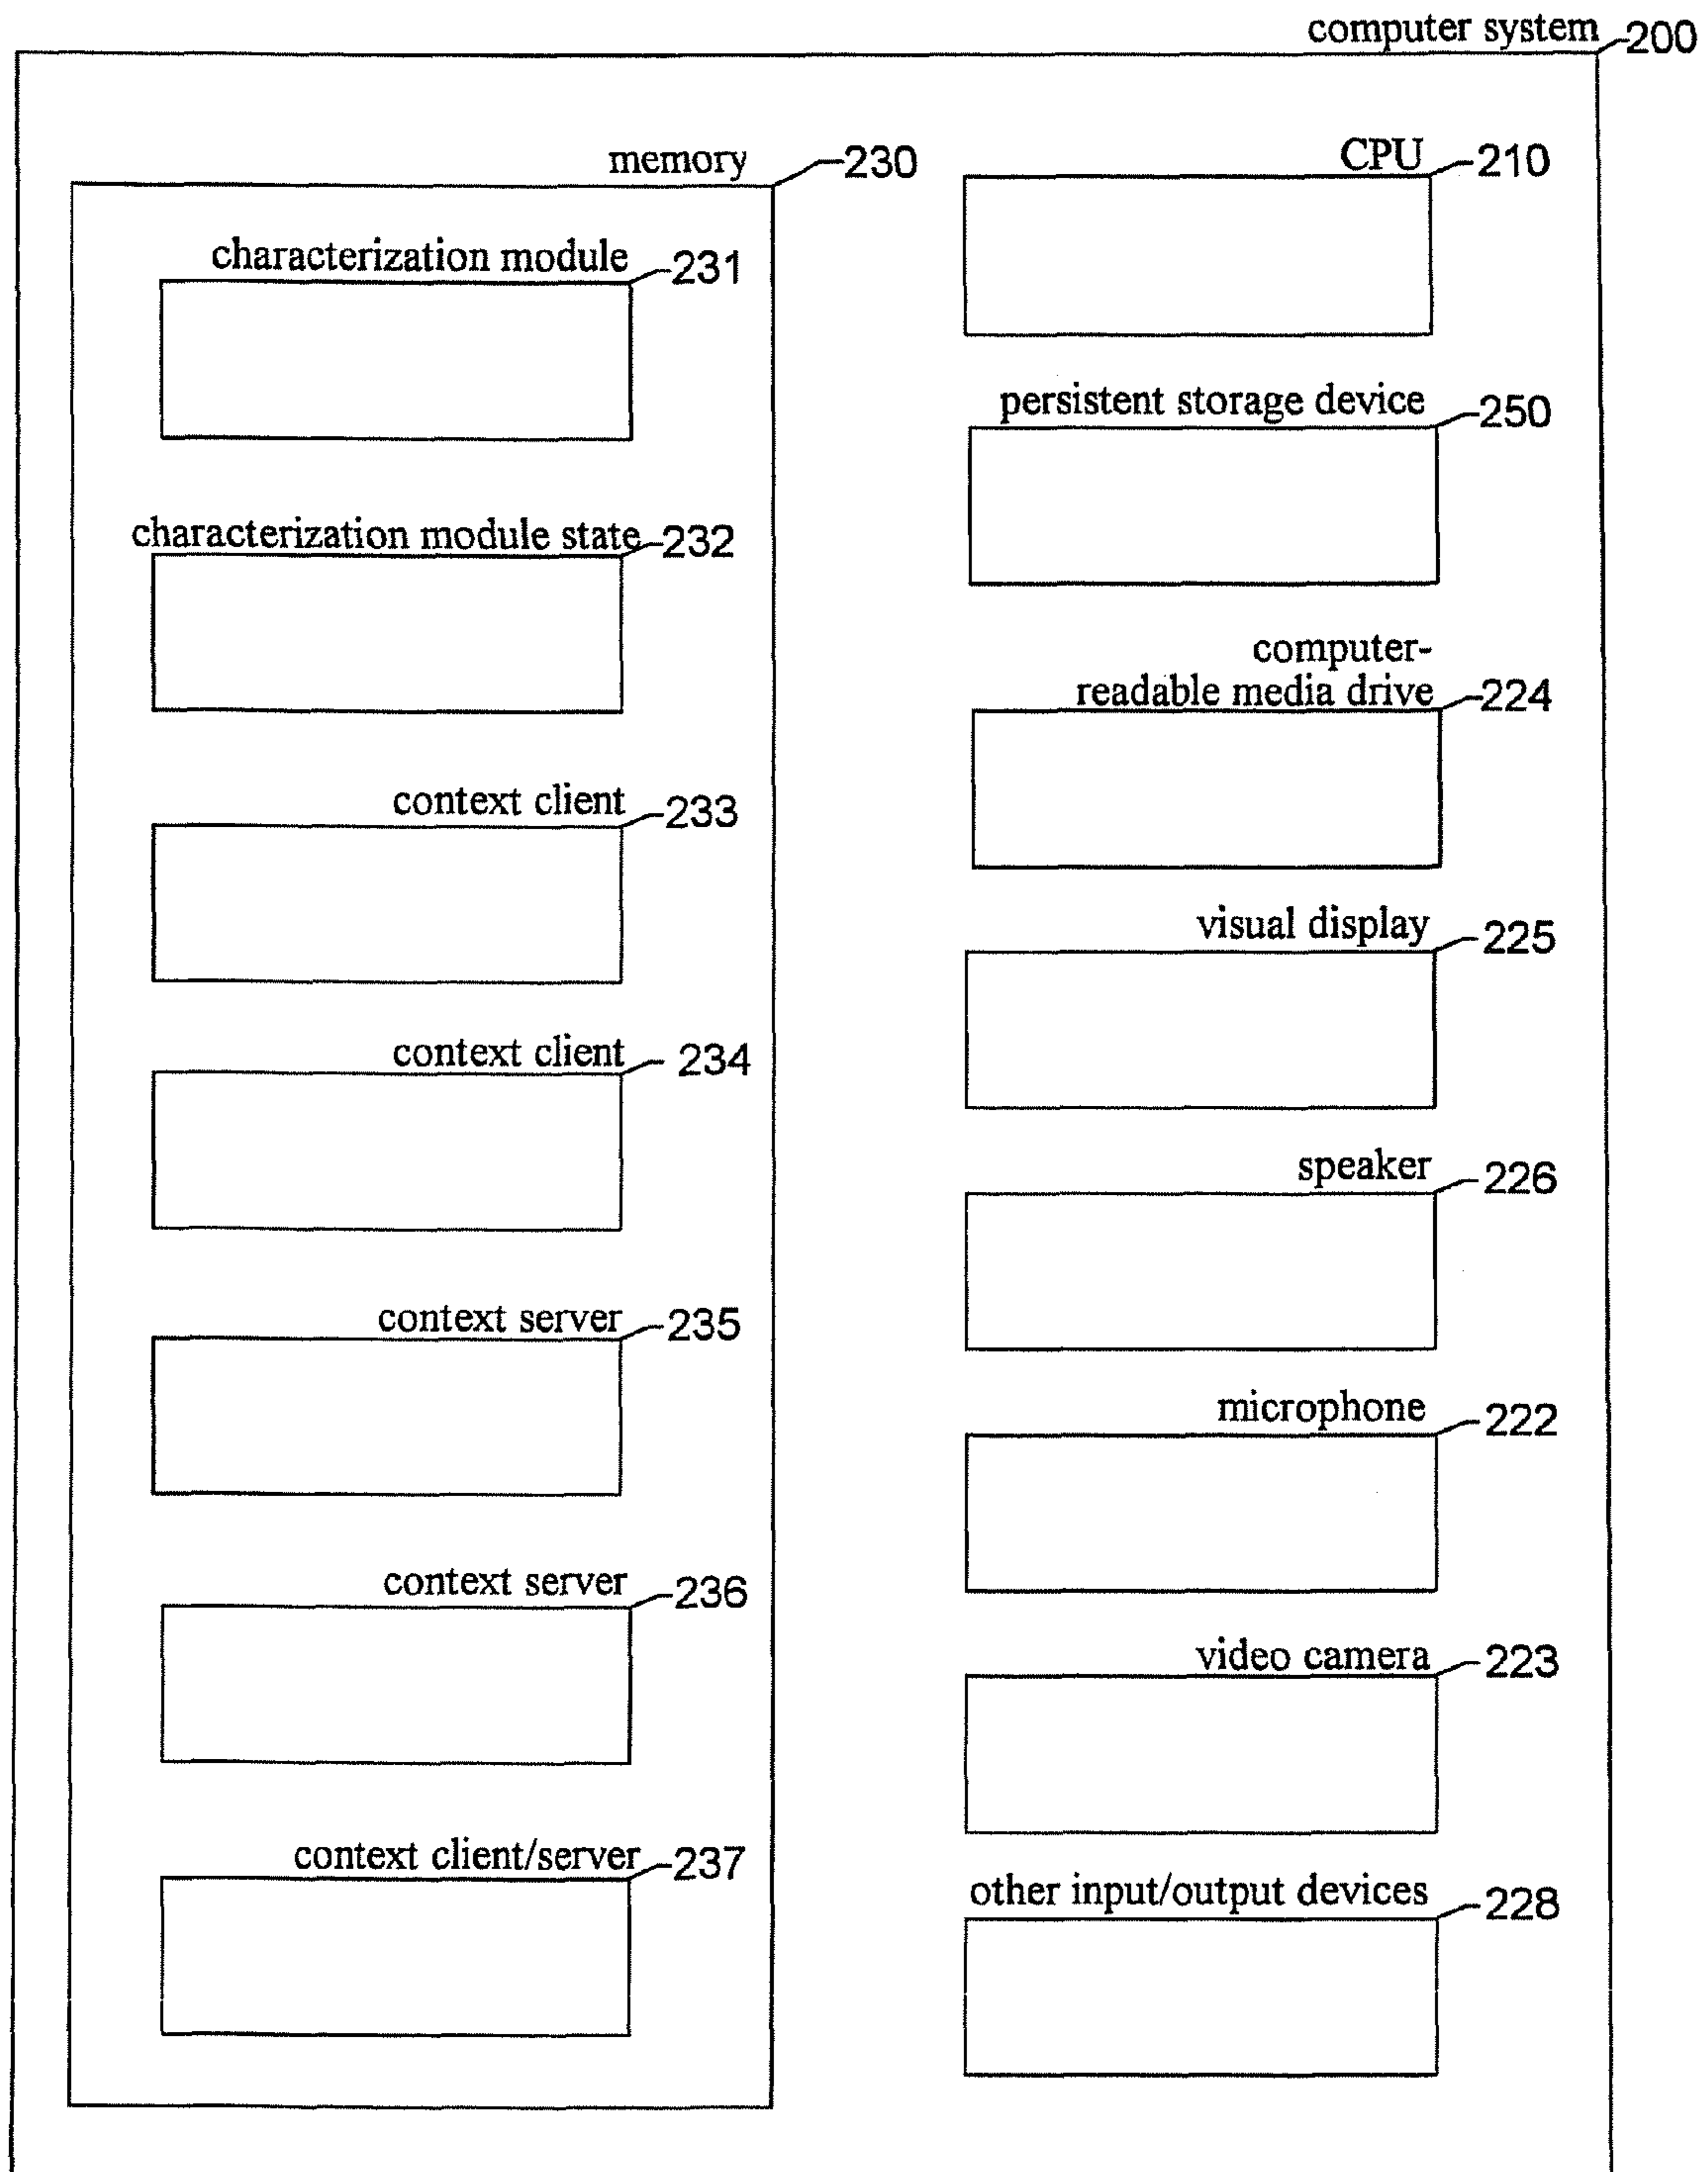 computer system 200
memory 230
characterization module 231
characterization module state 232
context client 233
context client 234
context server 235
context server 236
context client/server 237
CPU 210
persistent storage device 250
computer-
readable media drive 224
visual display 225
speaker 226
microphone 222
video camera 223
other input/output devices 228